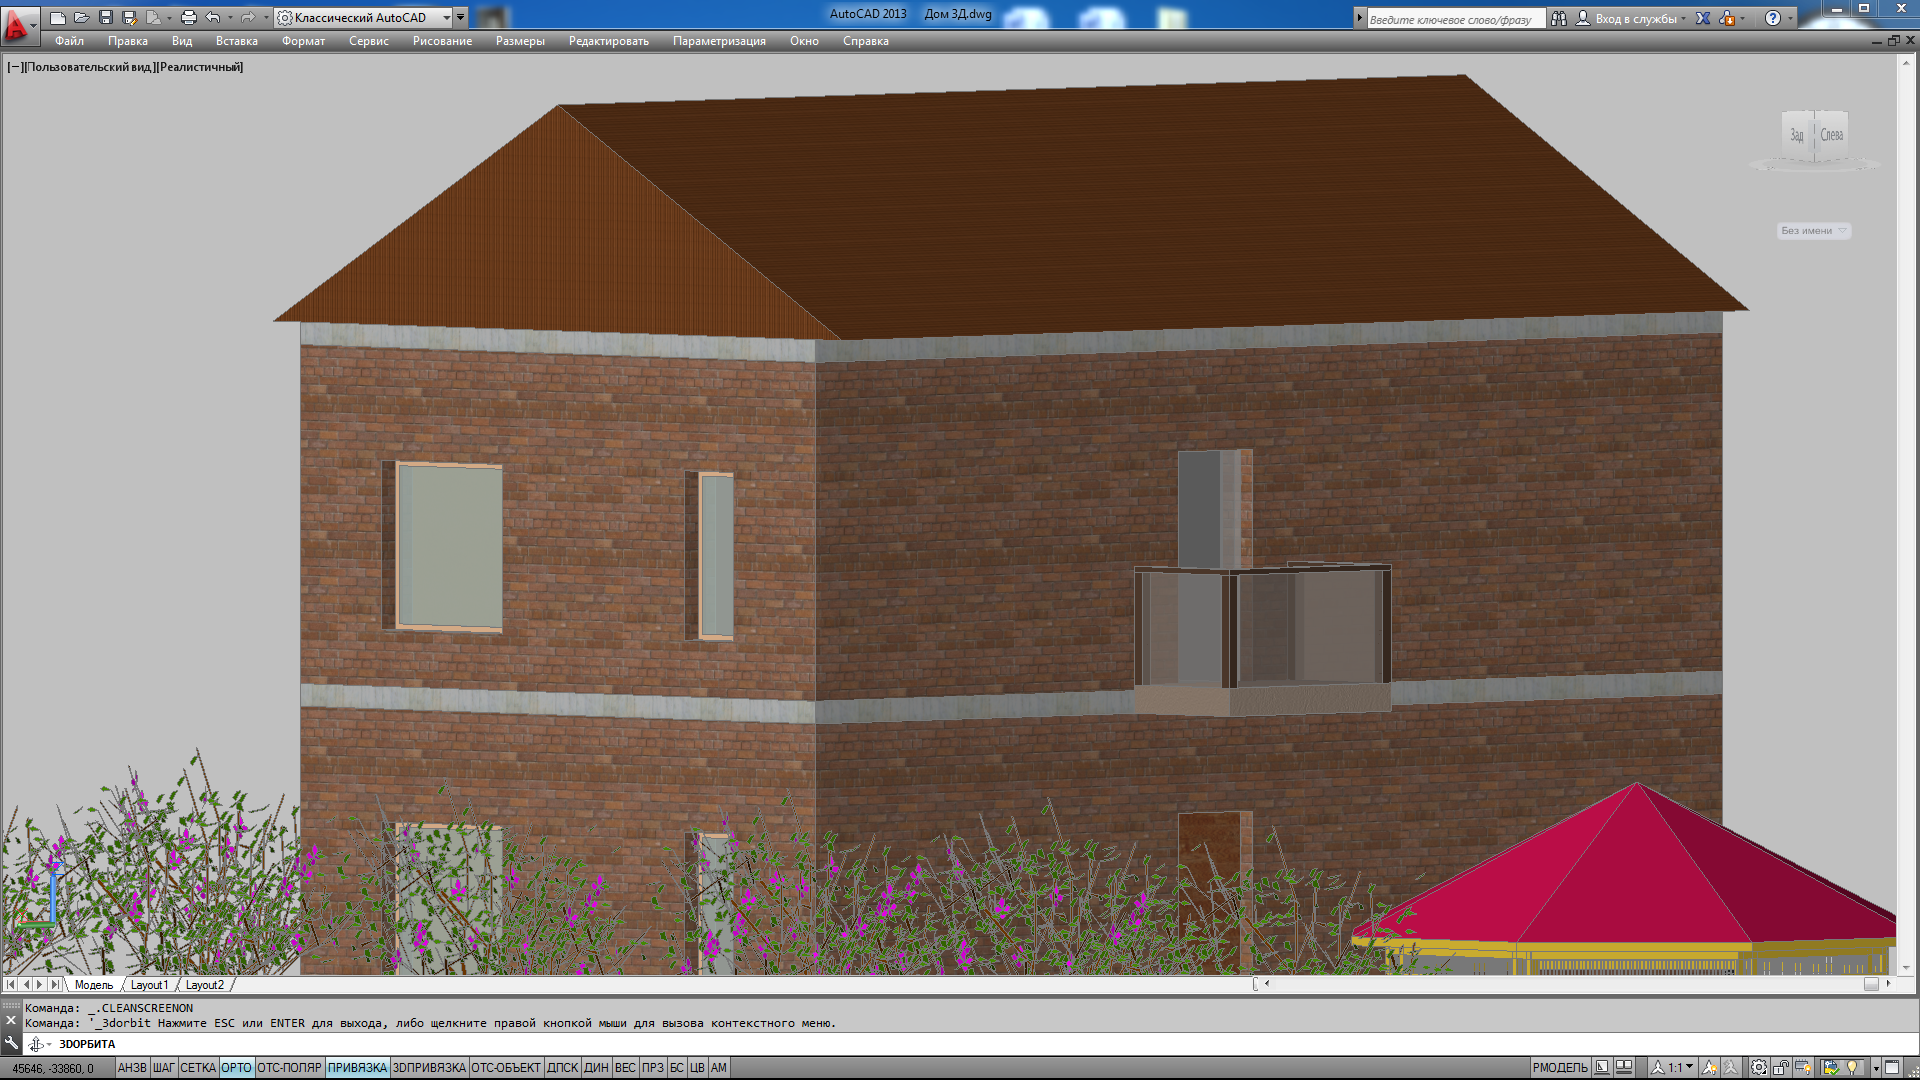 Классический AutoCAD
AutoCAD 2013 Дом 3Д.dwg
Введите ключевое слово/фразу
Вход в службы
Файл Правка Вид Вставка Формат Сервис Рисование Размеры Редактировать Параметризация Окно Справка
[−][Пользовательский вид][Реалистичный]
Зад Слева
Без имени
Модель Layout1 Layout2
Команда: _.CLEANSCREENON
Команда: '_3dorbit Нажмите ESC или ENTER для выхода, либо щелкните правой кнопкой мыши для вызова контекстного меню.
3DОРБИТА
45646, -33860, 0 АНЗВ ШАГ СЕТКА ОРТО ОТС-ПОЛЯР ПРИВЯЗКА 3DПРИВЯЗКА ОТС-ОБЪЕКТ ДПСК ДИН ВЕС ПРЗ БС ЦВ АМ РМОДЕЛЬ 1:1